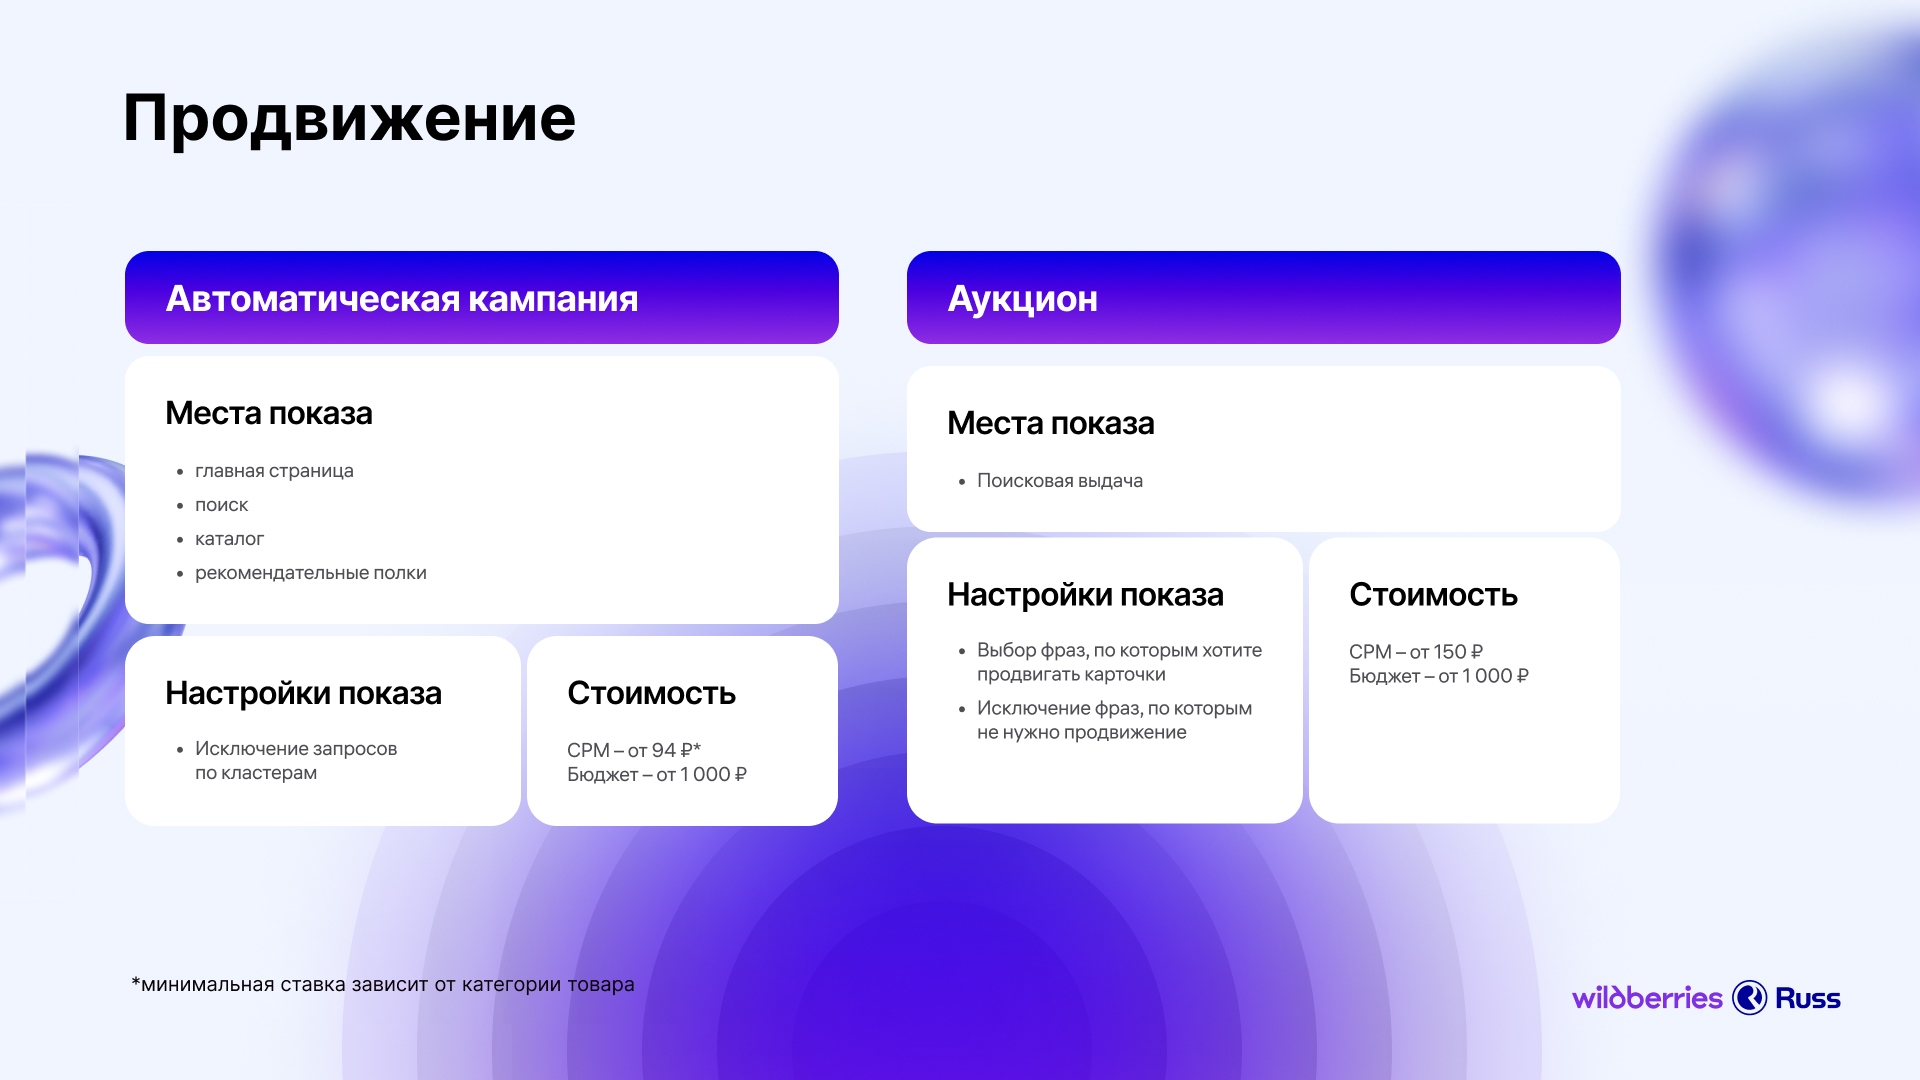 Продвижение
Автоматическая кампания
Места показа
• главная страница
• поиск
• каталог
• рекомендательные полки
Настройки показа
• Исключение запросов
по кластерам
Стоимость
CPM – от 94 ₽*
Бюджет – от 1 000 ₽
Аукцион
Места показа
• Поисковая выдача
Настройки показа
• Выбор фраз, по которым хотите
продвигать карточки
• Исключение фраз, по которым
не нужно продвижение
Стоимость
CPM – от 150 ₽
Бюджет – от 1 000 ₽
*минимальная ставка зависит от категории товара
wildberries Russ